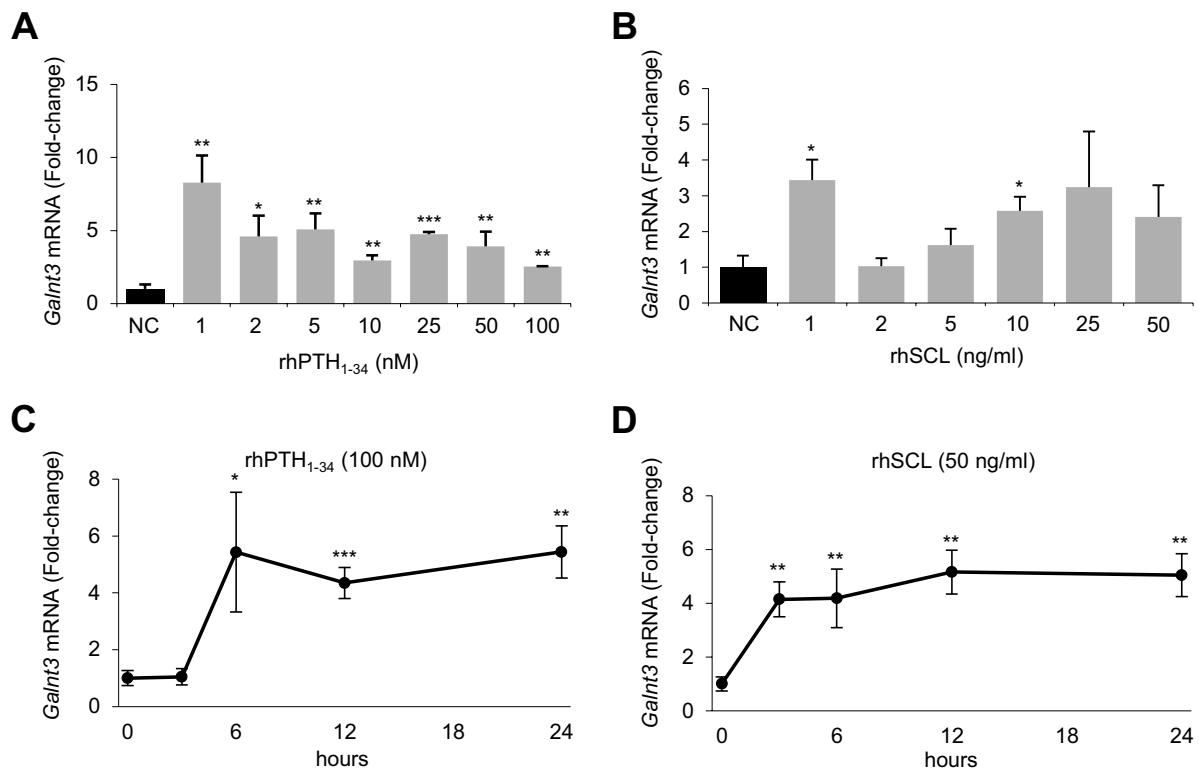 A
Galnt3 mRNA (Fold-change)
15
10
5
0
**
*
**
**
***
**
**
NC 1 2 5 10 25 50 100
rhPTH1-34 (nM)
B
Galnt3 mRNA (Fold-change)
6
5
4
3
2
1
0
*
*
NC 1 2 5 10 25 50
rhSCL (ng/ml)
C
rhPTH1-34 (100 nM)
Galnt3 mRNA (Fold-change)
8
6
4
2
0
*
***
**
0 6 12 18 24
hours
D
rhSCL (50 ng/ml)
Galnt3 mRNA (Fold-change)
8
6
4
2
0
**
**
**
**
0 6 12 18 24
hours